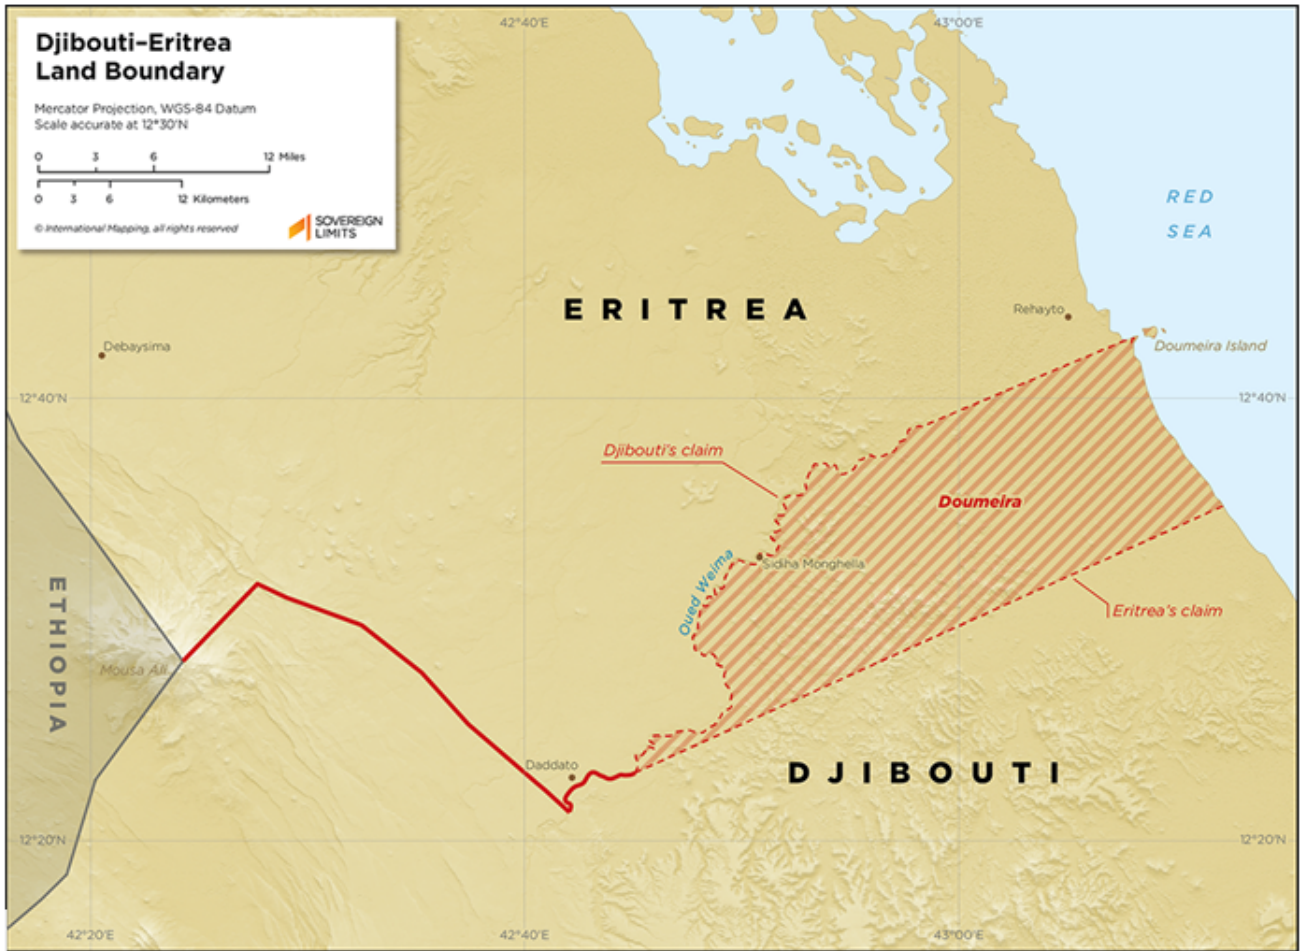 42°40'E
43°00'E
Djibouti–Eritrea
Land Boundary
Mercator Projection, WGS-84 Datum
Scale accurate at 12°30'N
0 3 6 12 Miles
0 3 6 12 Kilometers
© International Mapping, all rights reserved
SOVEREIGN
LIMITS
RED
SEA
ERITREA
Rehayto
Doumeira Island
Debaysima
12°40'N
12°40'N
Djibouti's claim
Doumeira
Oued Weima
Sidiha Monghella
ETHIOPIA
Eritrea's claim
Mousa Ali
Daddato
DJIBOUTI
12°20'N
12°20'N
42°20'E
42°40'E
43°00'E